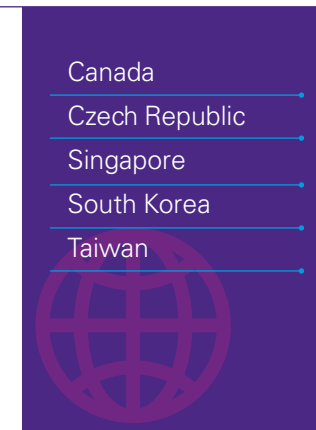 Canada
Czech Republic
Singapore
South Korea
Taiwan